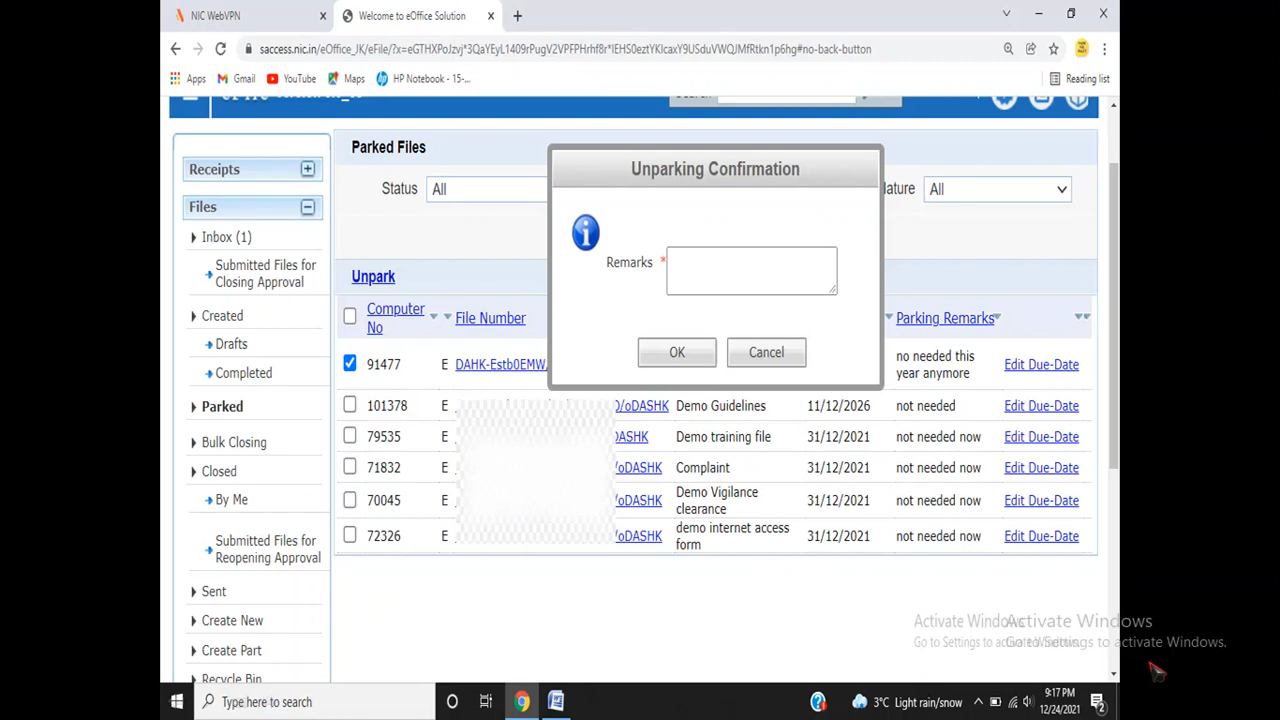 NIC WebVPN
Welcome to eOffice Solution
saccess.nic.in/eOffice_JK/eFile/?x=eGTHXPoJzvj*3QaYEyL1409rPugV2VPFPHrhf8r*lEHS0eztYKIcaxY9USduVWQJMfRtkn1p6hg#no-back-button
Apps Gmail YouTube Maps HP Notebook - 15-...
Reading list
Receipts
Files
Inbox (1)
Submitted Files for
Closing Approval
Created
Drafts
Completed
Parked
Bulk Closing
Closed
By Me
Submitted Files for
Reopening Approval
Sent
Create New
Create Part
Recycle Bin
Parked Files
Status All
All
Unpark
Computer
No
File Number
Parking Remarks
91477 E DAHK-Estb0EMW/ no needed this
year anymore
Edit Due-Date
101378 E /oDASHK Demo Guidelines 11/12/2026 not needed Edit Due-Date
79535 E DASHK Demo training file 31/12/2021 not needed now Edit Due-Date
71832 E /oDASHK Complaint 31/12/2021 not needed now Edit Due-Date
70045 E /oDASHK Demo Vigilance
clearance
31/12/2021 not needed now Edit Due-Date
72326 E /oDASHK demo internet access
form
31/12/2021 not needed now Edit Due-Date
Unparking Confirmation
Remarks *
OK Cancel
Activate Windows
Activate Windows
Go to Settings to activate Windows.
Type here to search
3°C Light rain/snow
9:17 PM
12/24/2021
2